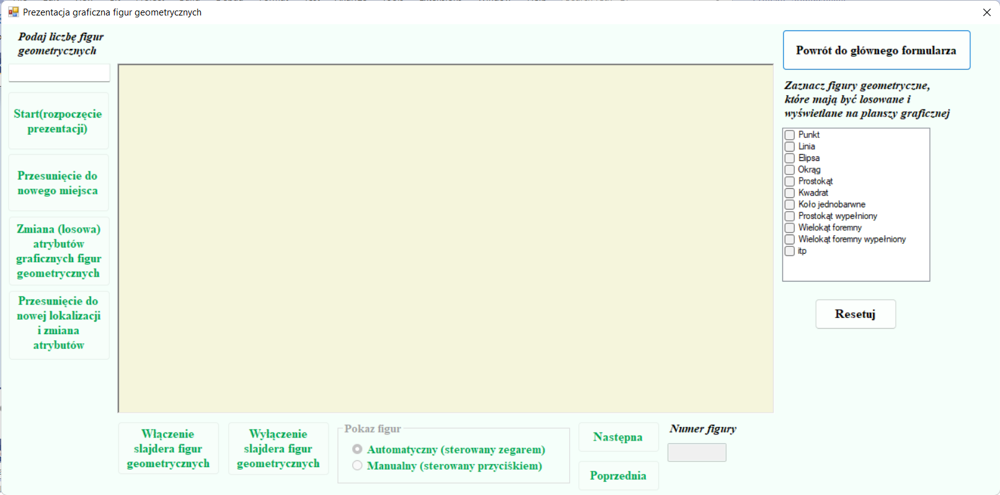 Prezentacja graficzna figur geometrycznych
Podaj liczbę figur
geometrycznych
Start(rozpoczęcie
prezentacji)
Przesunięcie do
nowego miejsca
Zmiana (losowa)
atrybutów
graficznych figur
geometrycznych
Przesunięcie do
nowej lokalizacji
i zmiana
atrybutów
Powrót do głównego formularza
Zaznacz figury geometryczne,
które mają być losowane i
wyświetlane na planszy graficznej
Punkt
Linia
Elipsa
Okrąg
Prostokąt
Kwadrat
Koło jednobarwne
Prostokąt wypełniony
Wielokąt foremny
Wielokąt foremny wypełniony
itp
Resetuj
Włączenie
slajdera figur
geometrycznych
Wyłączenie
slajdera figur
geometrycznych
Pokaz figur
Automatyczny (sterowany zegarem)
Manualny (sterowany przyciśkiem)
Następna
Poprzednia
Numer figury